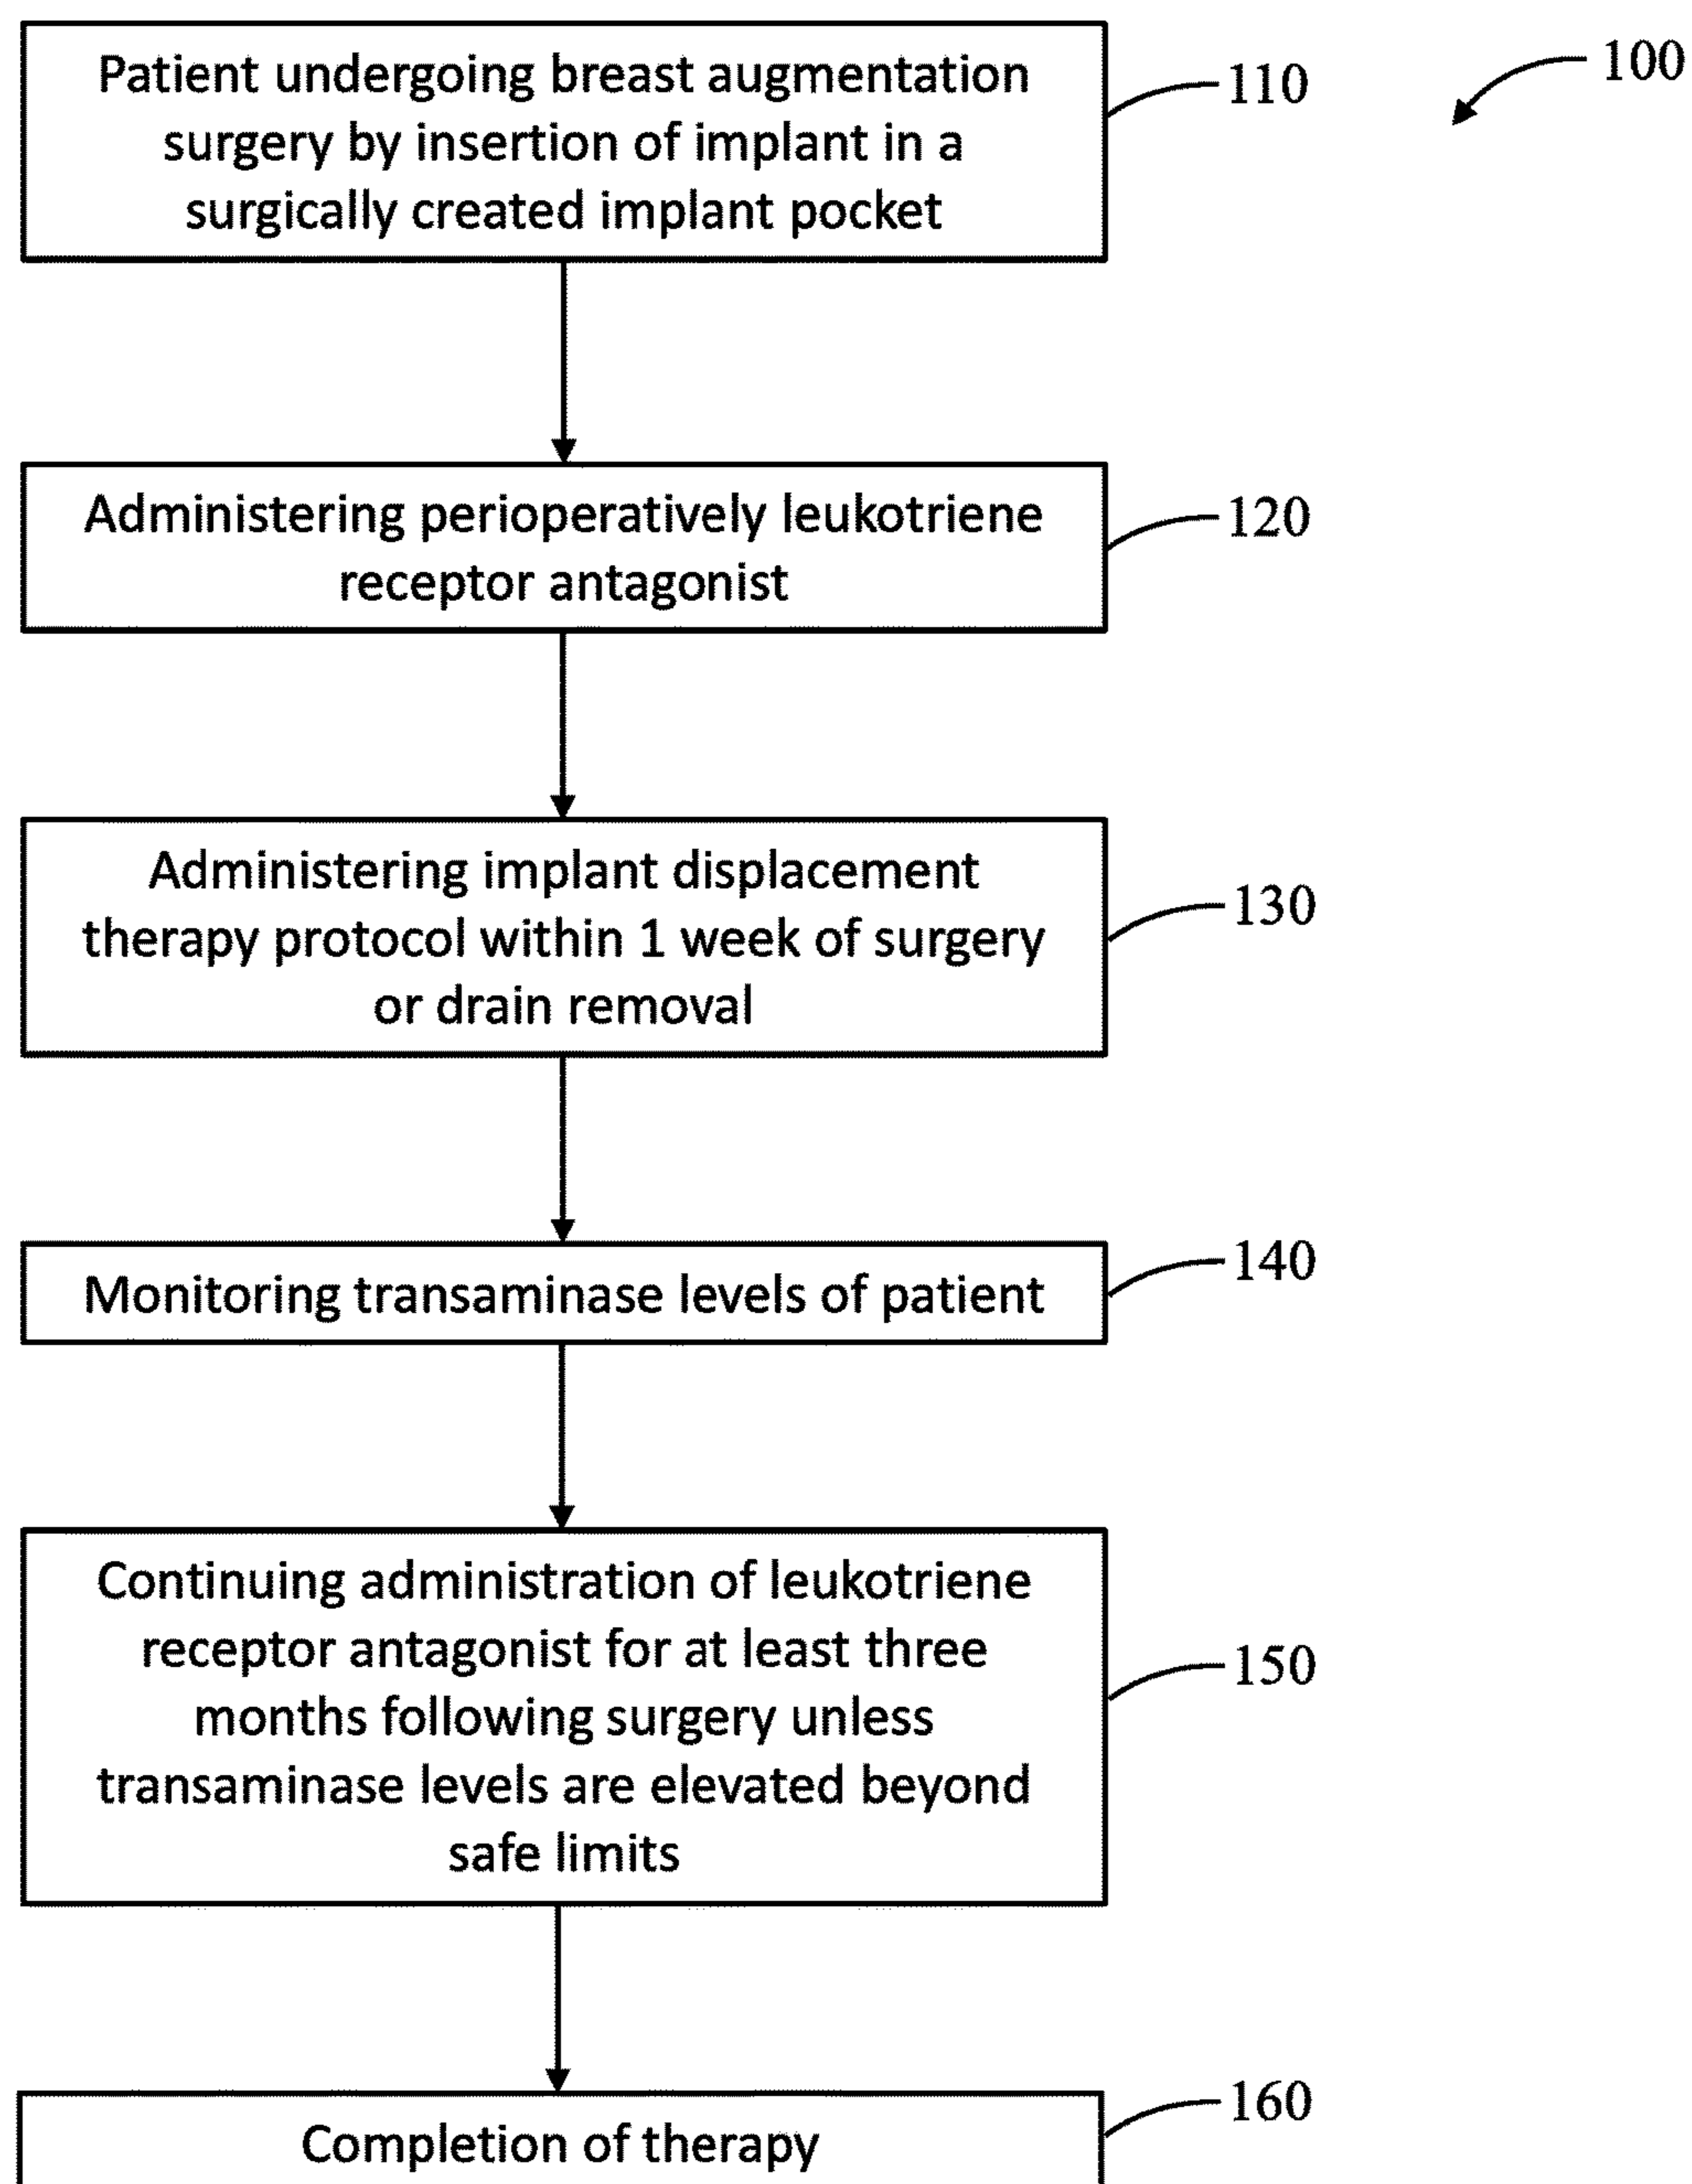 100
Patient undergoing breast augmentation
surgery by insertion of implant in a
surgically created implant pocket
110
Administering perioperatively leukotriene
receptor antagonist
120
Administering implant displacement
therapy protocol within 1 week of surgery
or drain removal
130
Monitoring transaminase levels of patient
140
Continuing administration of leukotriene
receptor antagonist for at least three
months following surgery unless
transaminase levels are elevated beyond
safe limits
150
Completion of therapy
160